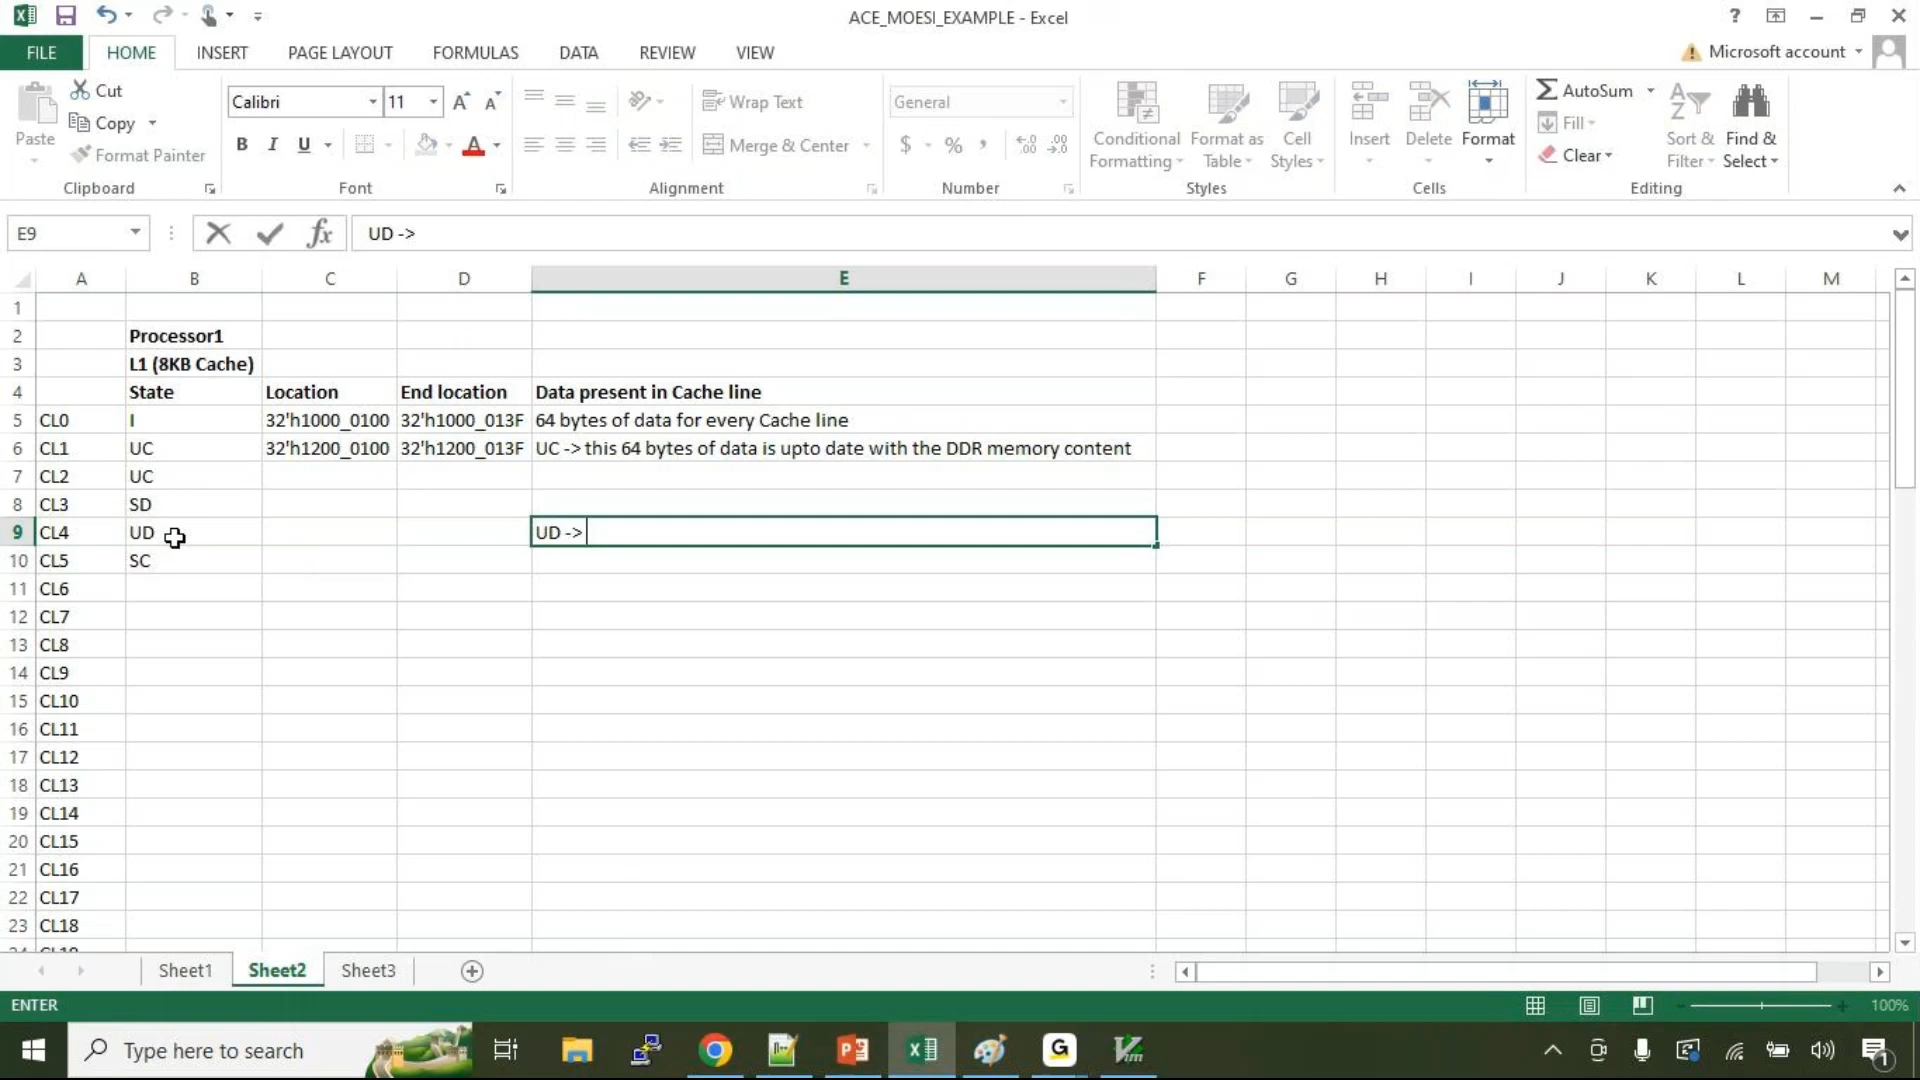 ACE_MOESI_EXAMPLE - Excel
?
FILE HOME INSERT PAGE LAYOUT FORMULAS DATA REVIEW VIEW Microsoft account
Paste Cut Copy Format Painter
Clipboard
Calibri 11 A A
B I U A
Font
Wrap Text
Merge & Center
Alignment
General
$ % ,
Number
Conditional Formatting
Format as Table
Cell Styles
Styles
Insert Delete Format
Cells
AutoSum
Fill
Clear
Sort & Filter
Find & Select
Editing
E9 fx UD ->
A B C D E F G H I J K L M
1
2 Processor1
3 L1 (8KB Cache)
4 State Location End location Data present in Cache line
5 CL0 I 32'h1000_0100 32'h1000_013F 64 bytes of data for every Cache line
6 CL1 UC 32'h1200_0100 32'h1200_013F UC -> this 64 bytes of data is upto date with the DDR memory content
7 CL2 UC
8 CL3 SD
9 CL4 UD UD ->
10 CL5 SC
11 CL6
12 CL7
13 CL8
14 CL9
15 CL10
16 CL11
17 CL12
18 CL13
19 CL14
20 CL15
21 CL16
22 CL17
23 CL18
Sheet1 Sheet2 Sheet3
ENTER 100%
Type here to search